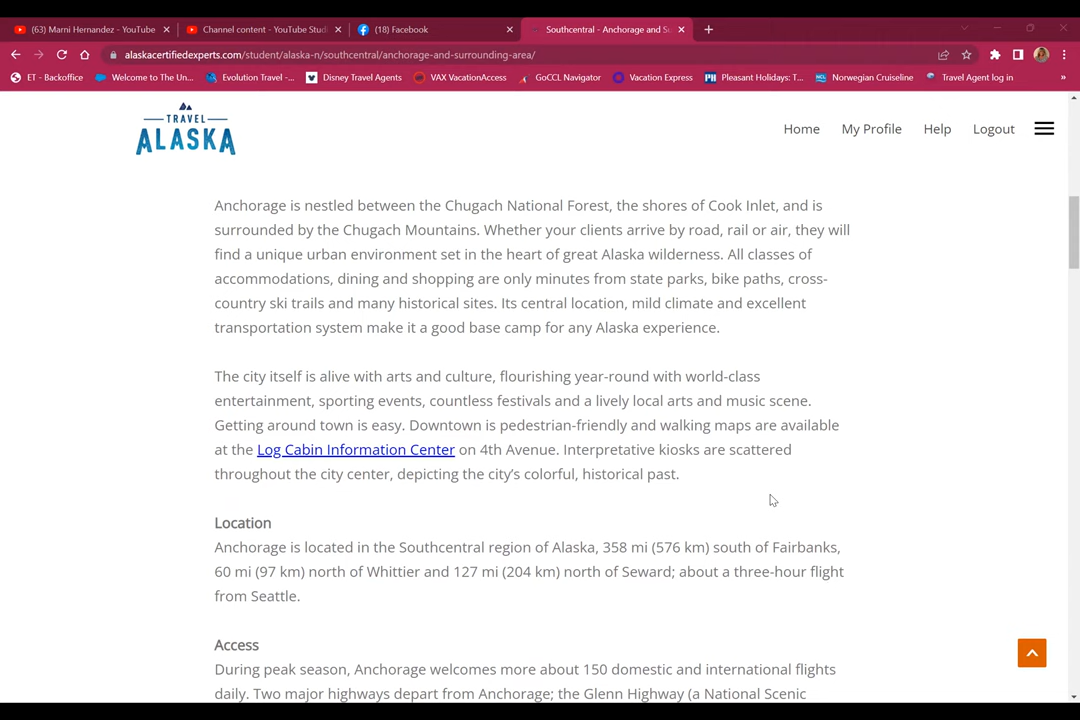 (63) Marni Hernandez - YouTube
Channel content - YouTube Studi
(18) Facebook
Southcentral - Anchorage and Su
alaskacertifiedexperts.com/student/alaska-n/southcentral/anchorage-and-surrounding-area/
ET - Backoffice
Welcome to The Un...
Evolution Travel -...
Disney Travel Agents
VAX VacationAccess
GoCCL Navigator
Vacation Express
Pleasant Holidays: T...
Norwegian Cruiseline
Travel Agent log in
TRAVEL
ALASKA
Home
My Profile
Help
Logout
Anchorage is nestled between the Chugach National Forest, the shores of Cook Inlet, and is
surrounded by the Chugach Mountains. Whether your clients arrive by road, rail or air, they will
find a unique urban environment set in the heart of great Alaska wilderness. All classes of
accommodations, dining and shopping are only minutes from state parks, bike paths, cross-
country ski trails and many historical sites. Its central location, mild climate and excellent
transportation system make it a good base camp for any Alaska experience.
The city itself is alive with arts and culture, flourishing year-round with world-class
entertainment, sporting events, countless festivals and a lively local arts and music scene.
Getting around town is easy. Downtown is pedestrian-friendly and walking maps are available
at the Log Cabin Information Center on 4th Avenue. Interpretative kiosks are scattered
throughout the city center, depicting the city's colorful, historical past.
Location
Anchorage is located in the Southcentral region of Alaska, 358 mi (576 km) south of Fairbanks,
60 mi (97 km) north of Whittier and 127 mi (204 km) north of Seward; about a three-hour flight
from Seattle.
Access
During peak season, Anchorage welcomes more about 150 domestic and international flights
daily. Two major highways depart from Anchorage; the Glenn Highway (a National Scenic